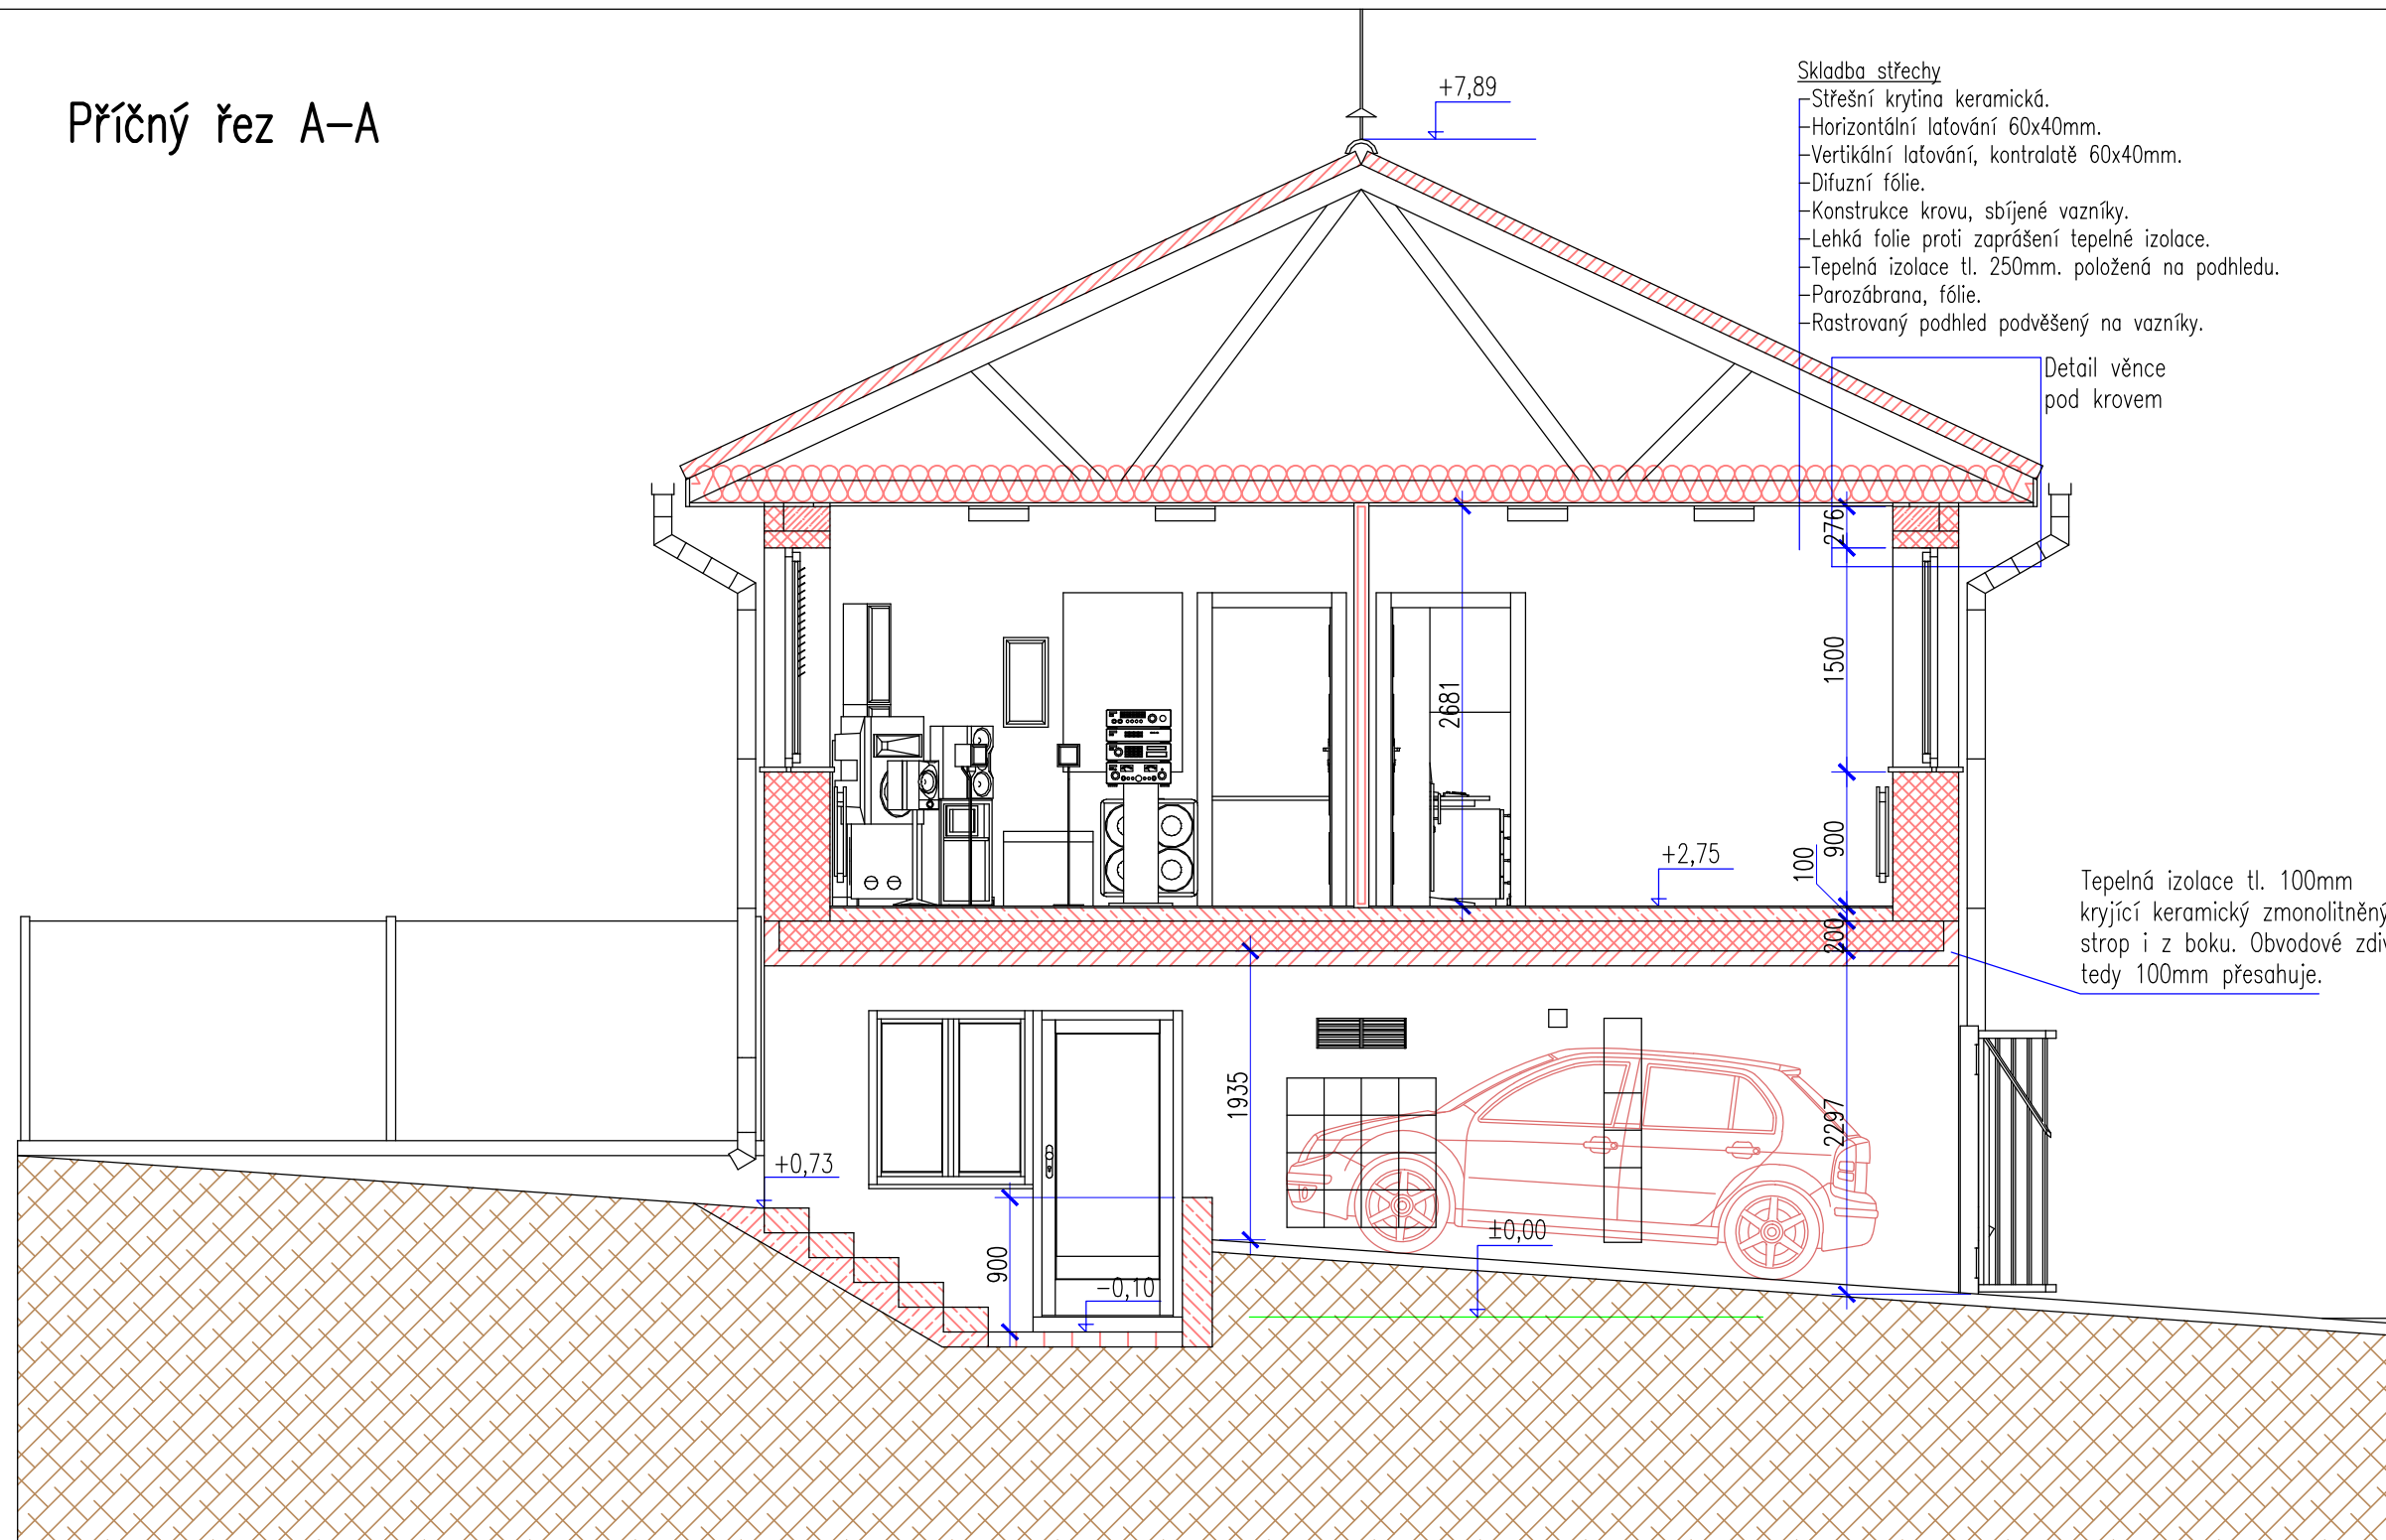 Příčný řez A-A
+7,89
Skladba střechy
Střešní krytina keramická.
Horizontální laťování 60x40mm.
Vertikální laťování, kontralatě 60x40mm.
Difuzní fólie.
Konstrukce krovu, sbíjené vazníky.
Lehká folie proti zaprášení tepelné izolace.
Tepelná izolace tl. 250mm. položená na podhledu.
Parozábrana, fólie.
Rastrovaný podhled podvěšený na vazníky.
Detail věnce
pod krovem
276
1500
2681
900
100
+2,75
200
Tepelná izolace tl. 100mm
kryjící keramický zmonolitněný
strop i z boku. Obvodové zdi
tedy 100mm přesahuje.
1935
2297
+0,73
900
-0,10
±0,00